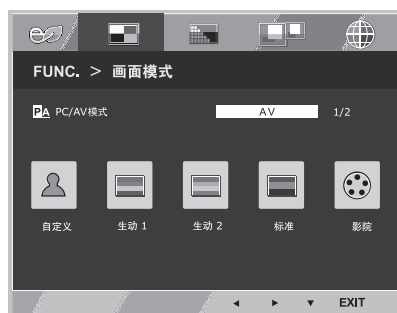 FUNC. > 画面模式
PA PC/AV模式 AV 1/2
自定义 生动 1 生动 2 标准 影院
EXIT